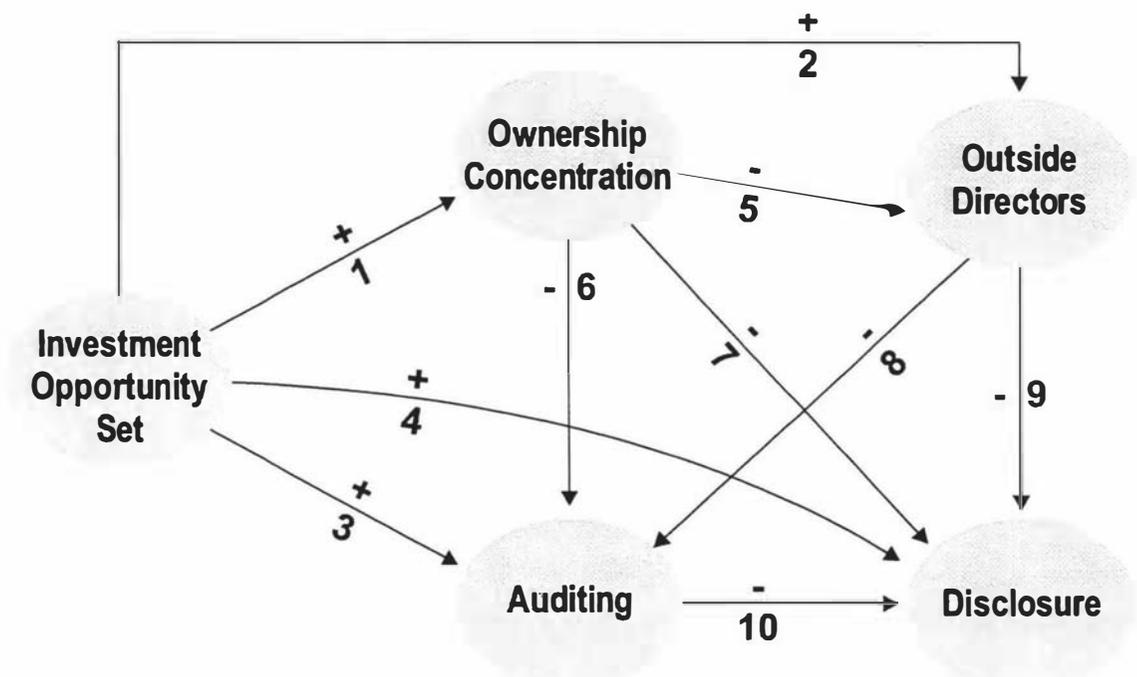 +
2
Ownership
Concentration
-
5
Outside
Directors
+
1
- 6
-
7
-
8
- 9
Investment
Opportunity
Set
+
4
+
3
Auditing
-
10
Disclosure